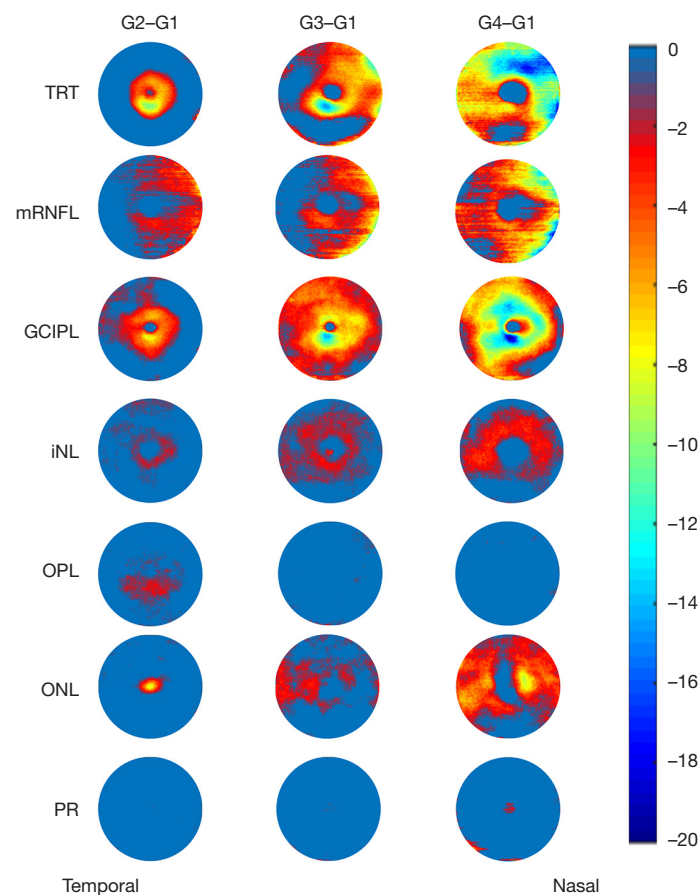 G2–G1 G3–G1 G4–G1
TRT
mRNFL
GCIPL
iNL
OPL
ONL
PR
0
–2
–4
–6
–8
–10
–12
–14
–16
–18
–20
Temporal Nasal